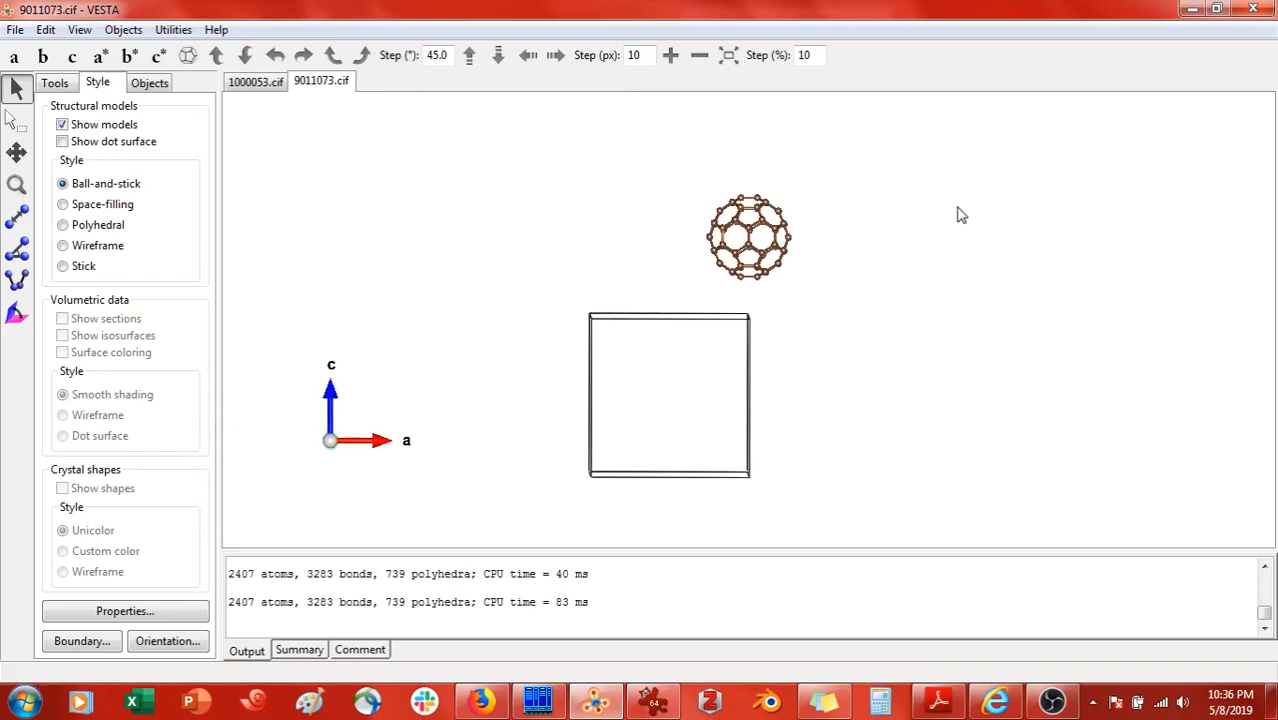 9011073.cif - VESTA
File Edit View Objects Utilities Help
a b c a* b* c* Step (°): 45.0 Step (px): 10 Step (%): 10
Tools Style Objects
1000053.cif 9011073.cif
Structural models
Show models
Show dot surface
Style
Ball-and-stick
Space-filling
Polyhedral
Wireframe
Stick
Volumetric data
Show sections
Show isosurfaces
Surface coloring
Style
Smooth shading
Wireframe
Dot surface
Crystal shapes
Show shapes
Style
Unicolor
Custom color
Wireframe
Properties...
Boundary... Orientation...
c
a
2407 atoms, 3283 bonds, 739 polyhedra; CPU time = 40 ms
2407 atoms, 3283 bonds, 739 polyhedra; CPU time = 83 ms
Output Summary Comment
64
10:36 PM
5/8/2019